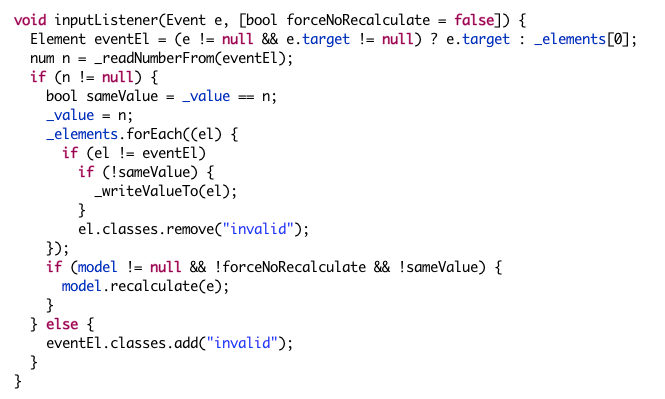 void inputListener(Event e, [bool forceNoRecalculate = false]) {
  Element eventEl = (e != null && e.target != null) ? e.target : _elements[0];
  num n = _readNumberFrom(eventEl);
  if (n != null) {
    bool sameValue = _value == n;
    _value = n;
    _elements.forEach((el) {
      if (el != eventEl)
        if (!sameValue) {
          _writeValueTo(el);
        }
        el.classes.remove("invalid");
    });
    if (model != null && !forceNoRecalculate && !sameValue) {
      model.recalculate(e);
    }
  } else {
    eventEl.classes.add("invalid");
  }
}